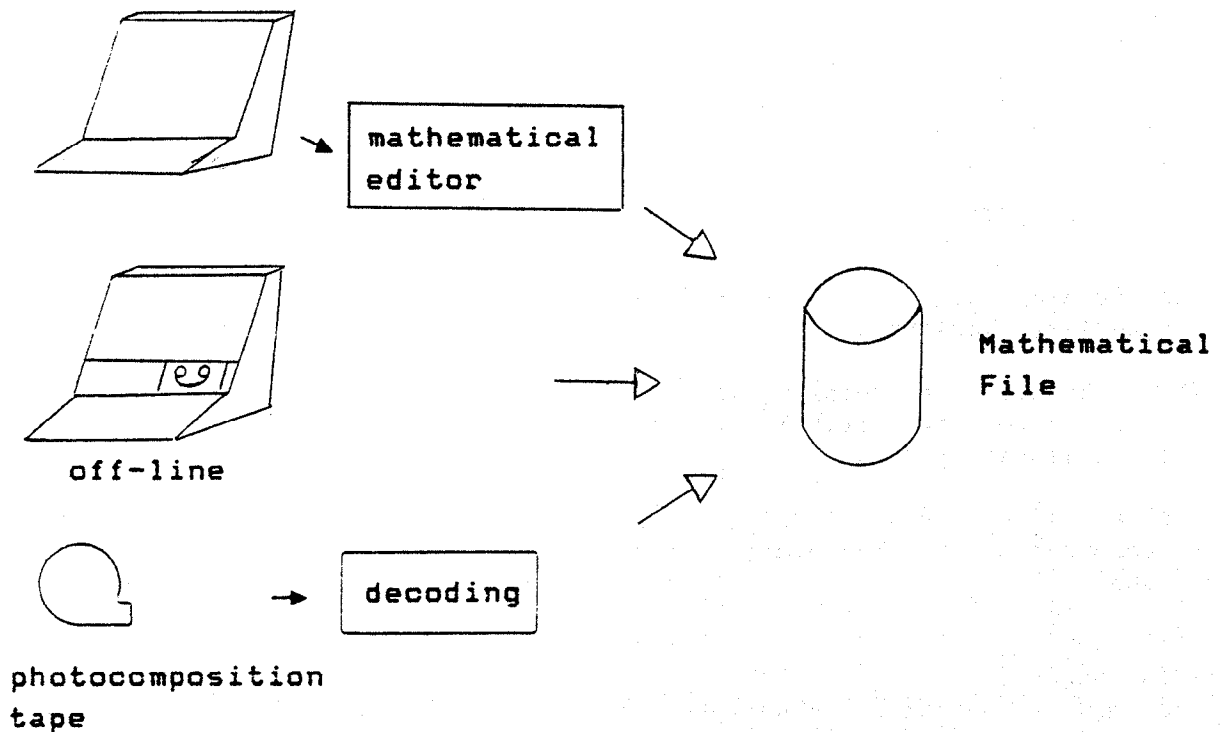 mathematical
editor
Mathematical
File
off-line
decoding
photocomposition
tape